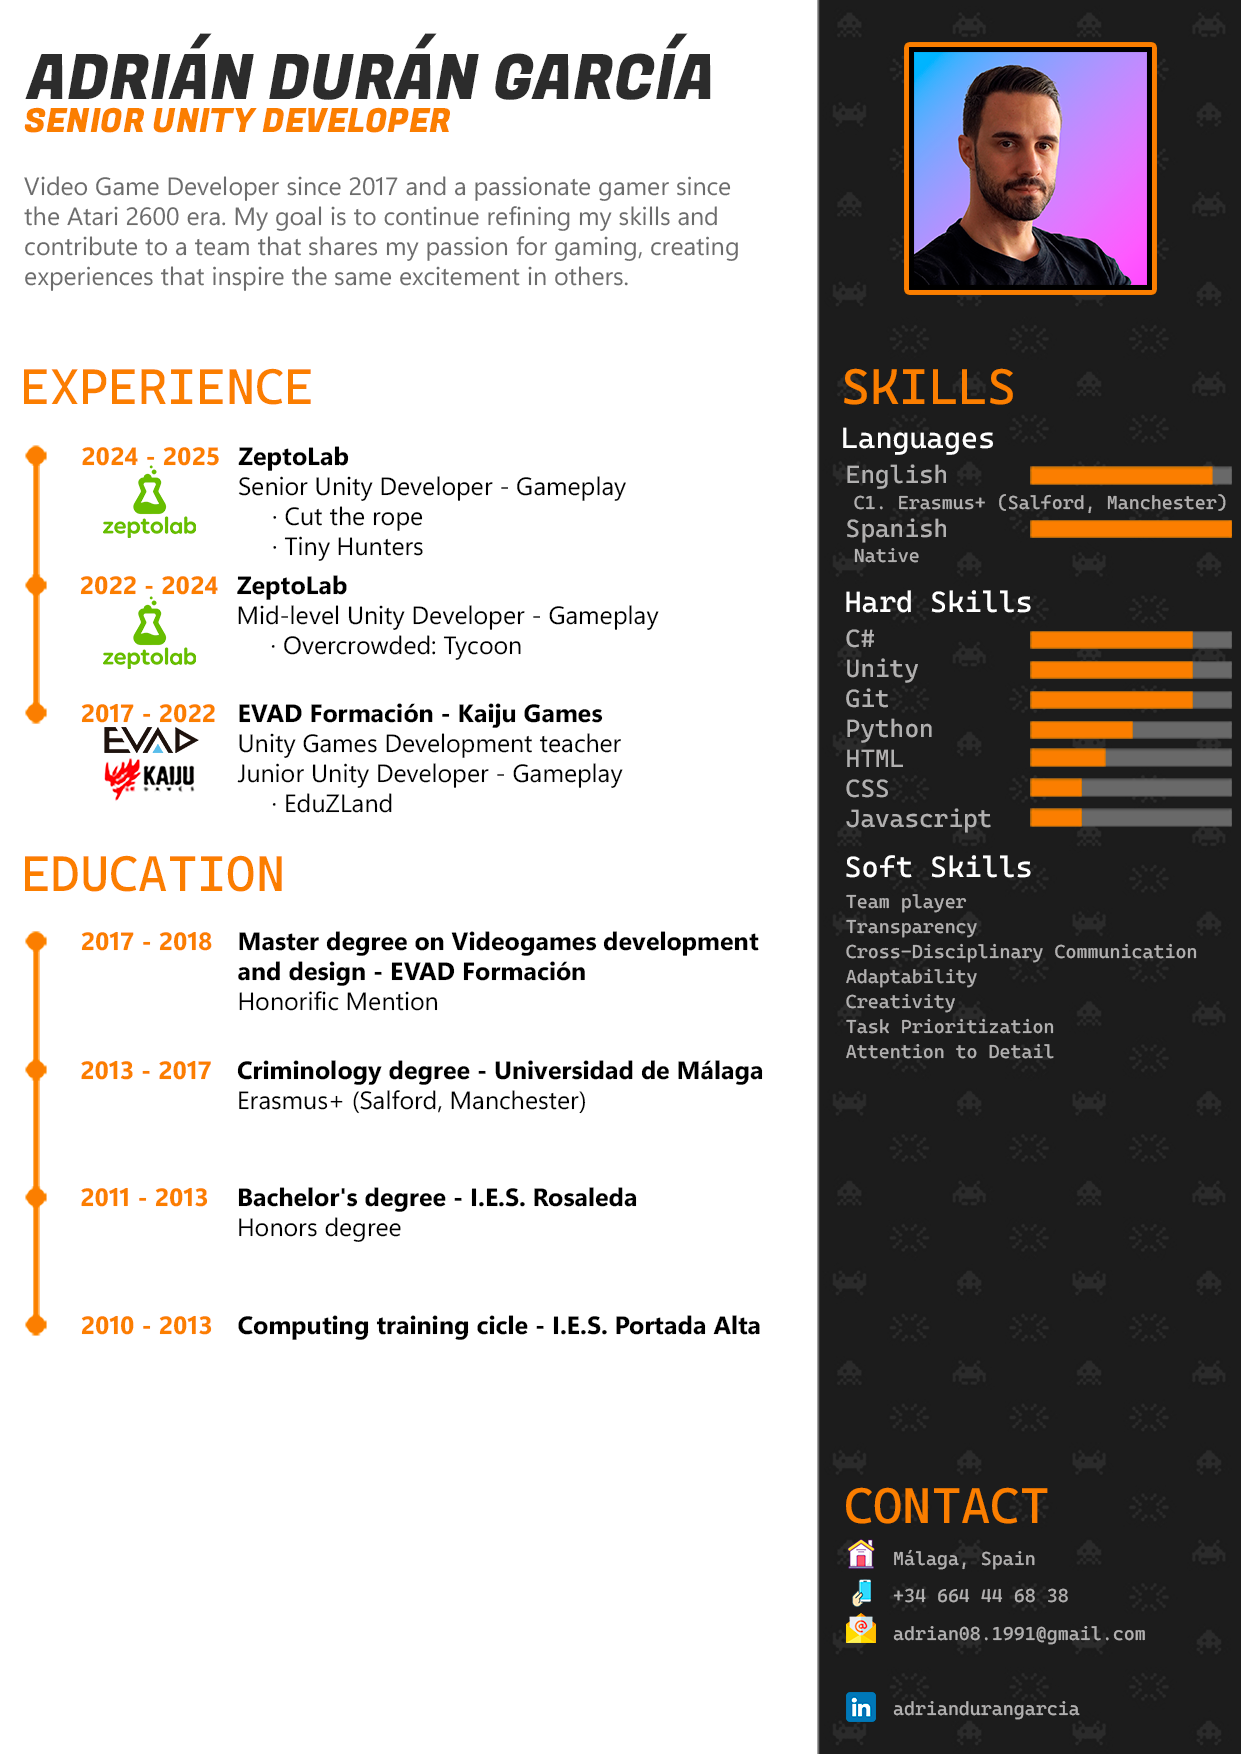 ADRIÁN DURÁN GARCÍA
SENIOR UNITY DEVELOPER
Video Game Developer since 2017 and a passionate gamer since
the Atari 2600 era. My goal is to continue refining my skills and
contribute to a team that shares my passion for gaming, creating
experiences that inspire the same excitement in others.
EXPERIENCE
2024 - 2025 ZeptoLab
zeptolab
Senior Unity Developer - Gameplay
· Cut the rope
· Tiny Hunters
2022 - 2024 ZeptoLab
zeptolab
Mid-level Unity Developer - Gameplay
· Overcrowded: Tycoon
2017 - 2022 EVAD Formación - Kaiju Games
EVAD
KAIJU
GAMES
Unity Games Development teacher
Junior Unity Developer - Gameplay
· EduZLand
EDUCATION
2017 - 2018 Master degree on Videogames development
and design - EVAD Formación
Honorific Mention
2013 - 2017 Criminology degree - Universidad de Málaga
Erasmus+ (Salford, Manchester)
2011 - 2013 Bachelor's degree - I.E.S. Rosaleda
Honors degree
2010 - 2013 Computing training cicle - I.E.S. Portada Alta
SKILLS
Languages
English
C1. Erasmus+ (Salford, Manchester)
Spanish
Native
Hard Skills
C#
Unity
Git
Python
HTML
CSS
Javascript
Soft Skills
Team player
Transparency
Cross-Disciplinary Communication
Adaptability
Creativity
Task Prioritization
Attention to Detail
CONTACT
Málaga, Spain
+34 664 44 68 38
@ adrian08.1991@gmail.com
in adriandurangarcia